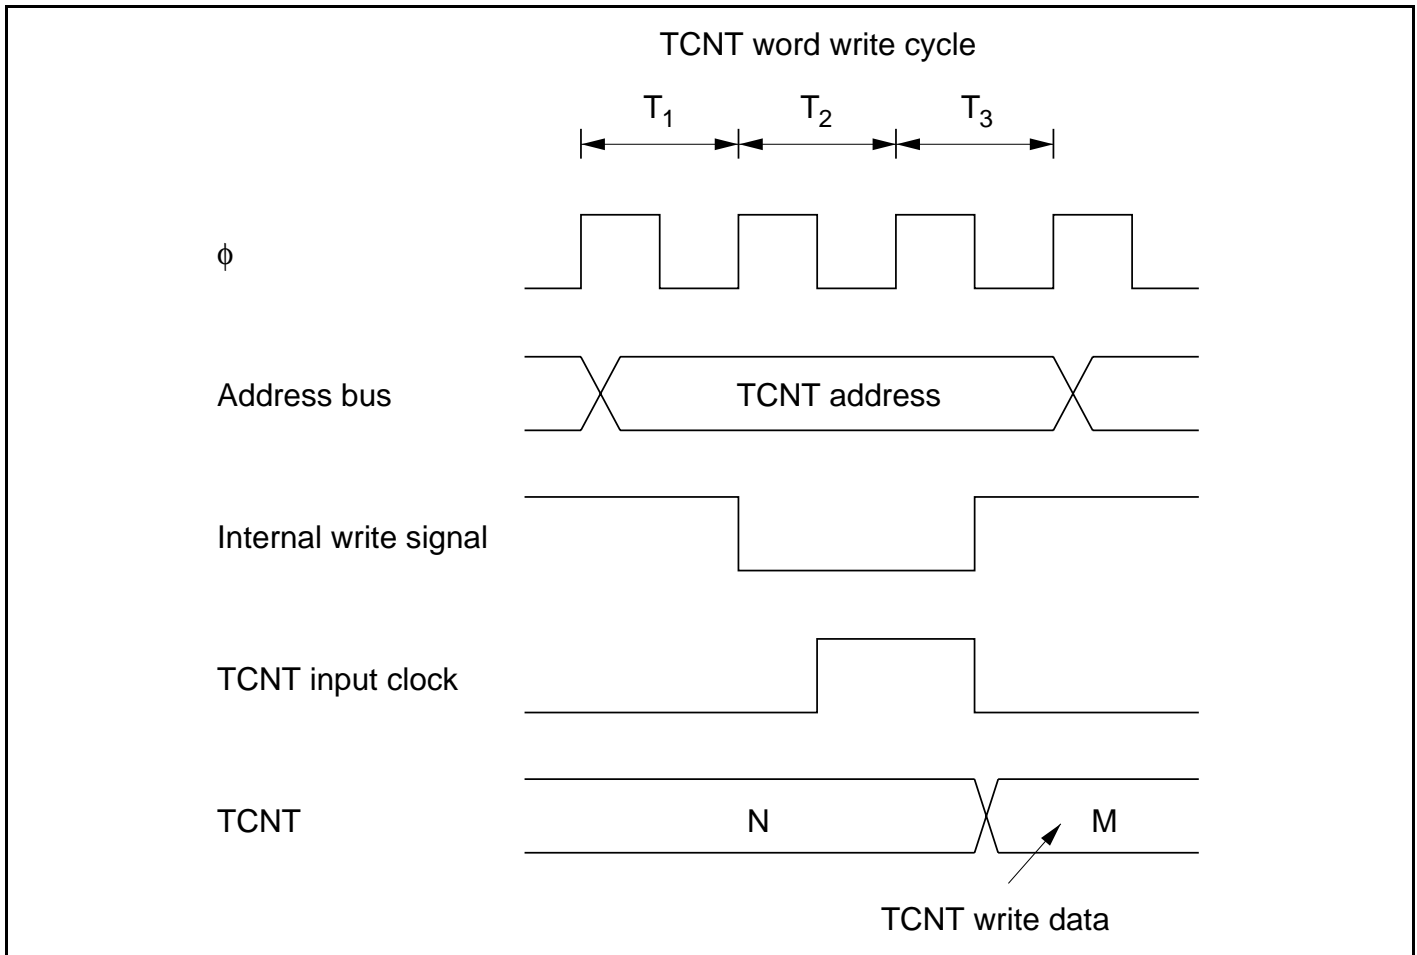 TCNT word write cycle
T1 T2 T3
ϕ
Address bus
TCNT address
Internal write signal
TCNT input clock
TCNT
N
M
TCNT write data